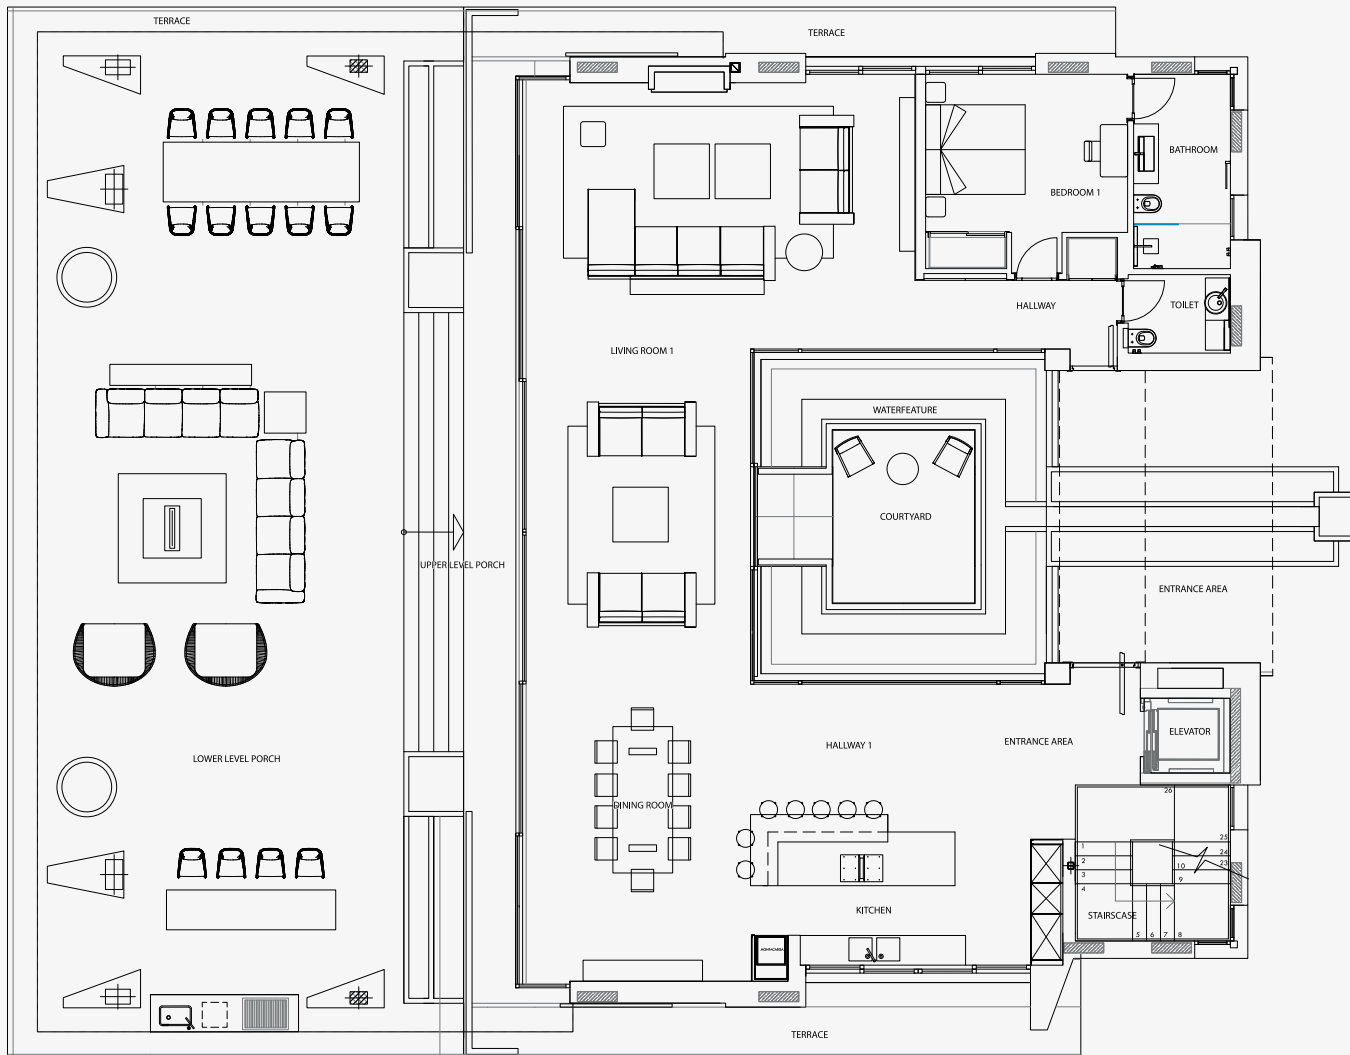 TERRACE
TERRACE
BATHROOM
BEDROOM 1
HALLWAY
TOILET
LIVING ROOM 1
WATERFEATURE
COURTYARD
UPPER LEVEL PORCH
ENTRANCE AREA
ELEVATOR
HALLWAY 1
ENTRANCE AREA
LOWER LEVEL PORCH
26
DINING ROOM
25
1
24
2
23
10
3
9
4
KITCHEN
STAIRSCASE
5 6 7 8
MONTACARGA
TERRACE